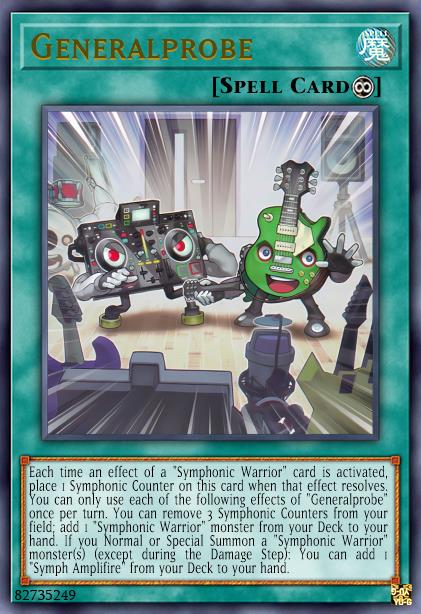 GENERALPROBE
[SPELL CARD]
SPELL
魔
Each time an effect of a "Symphonic Warrior" card is activated,
place 1 Symphonic Counter on this card when that effect resolves.
You can only use each of the following effects of "Generalprobe"
once per turn. You can remove 3 Symphonic Counters from your
field; add 1 "Symphonic Warrior" monster from your Deck to your
hand. If you Normal or Special Summon a "Symphonic Warrior"
monster(s) (except during the Damage Step): You can add 1
"Symph Amplifire" from your Deck to your hand.
82735249